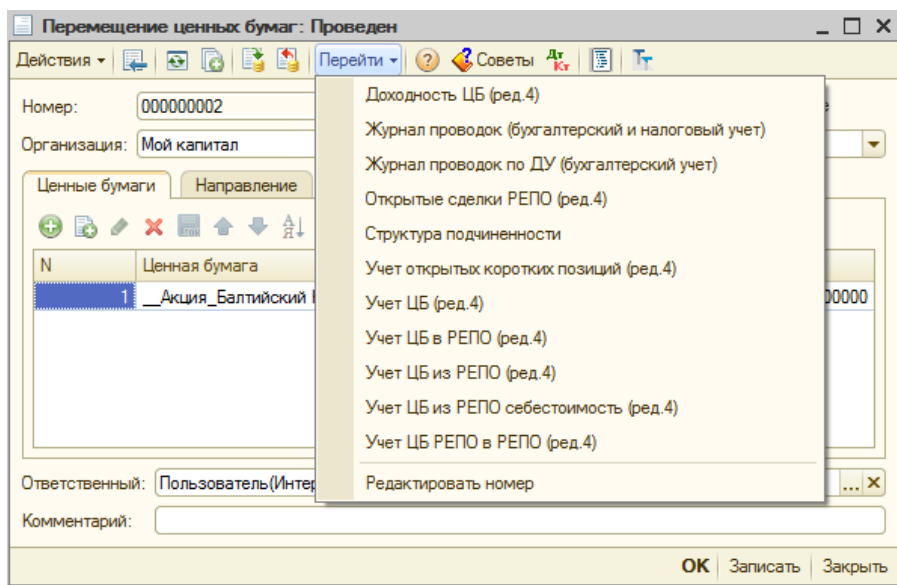 Перемещение ценных бумаг: Проведен
Действия Перейти Советы Дт Кт
Номер: 000000002
Доходность ЦБ (ред.4)
Журнал проводок (бухгалтерский и налоговый учет)
Организация: Мой капитал
Журнал проводок по ДУ (бухгалтерский учет)
Ценные бумаги Направление
Открытые сделки РЕПО (ред.4)
Структура подчиненности
N Ценная бумага
Учет открытых коротких позиций (ред.4)
1 __Акция_Балтийский
Учет ЦБ (ред.4)
Учет ЦБ в РЕПО (ред.4)
Учет ЦБ из РЕПО (ред.4)
Учет ЦБ из РЕПО себестоимость (ред.4)
Учет ЦБ РЕПО в РЕПО (ред.4)
Ответственный: Пользователь(Интер
Редактировать номер
Комментарий:
OK Записать Закрыть